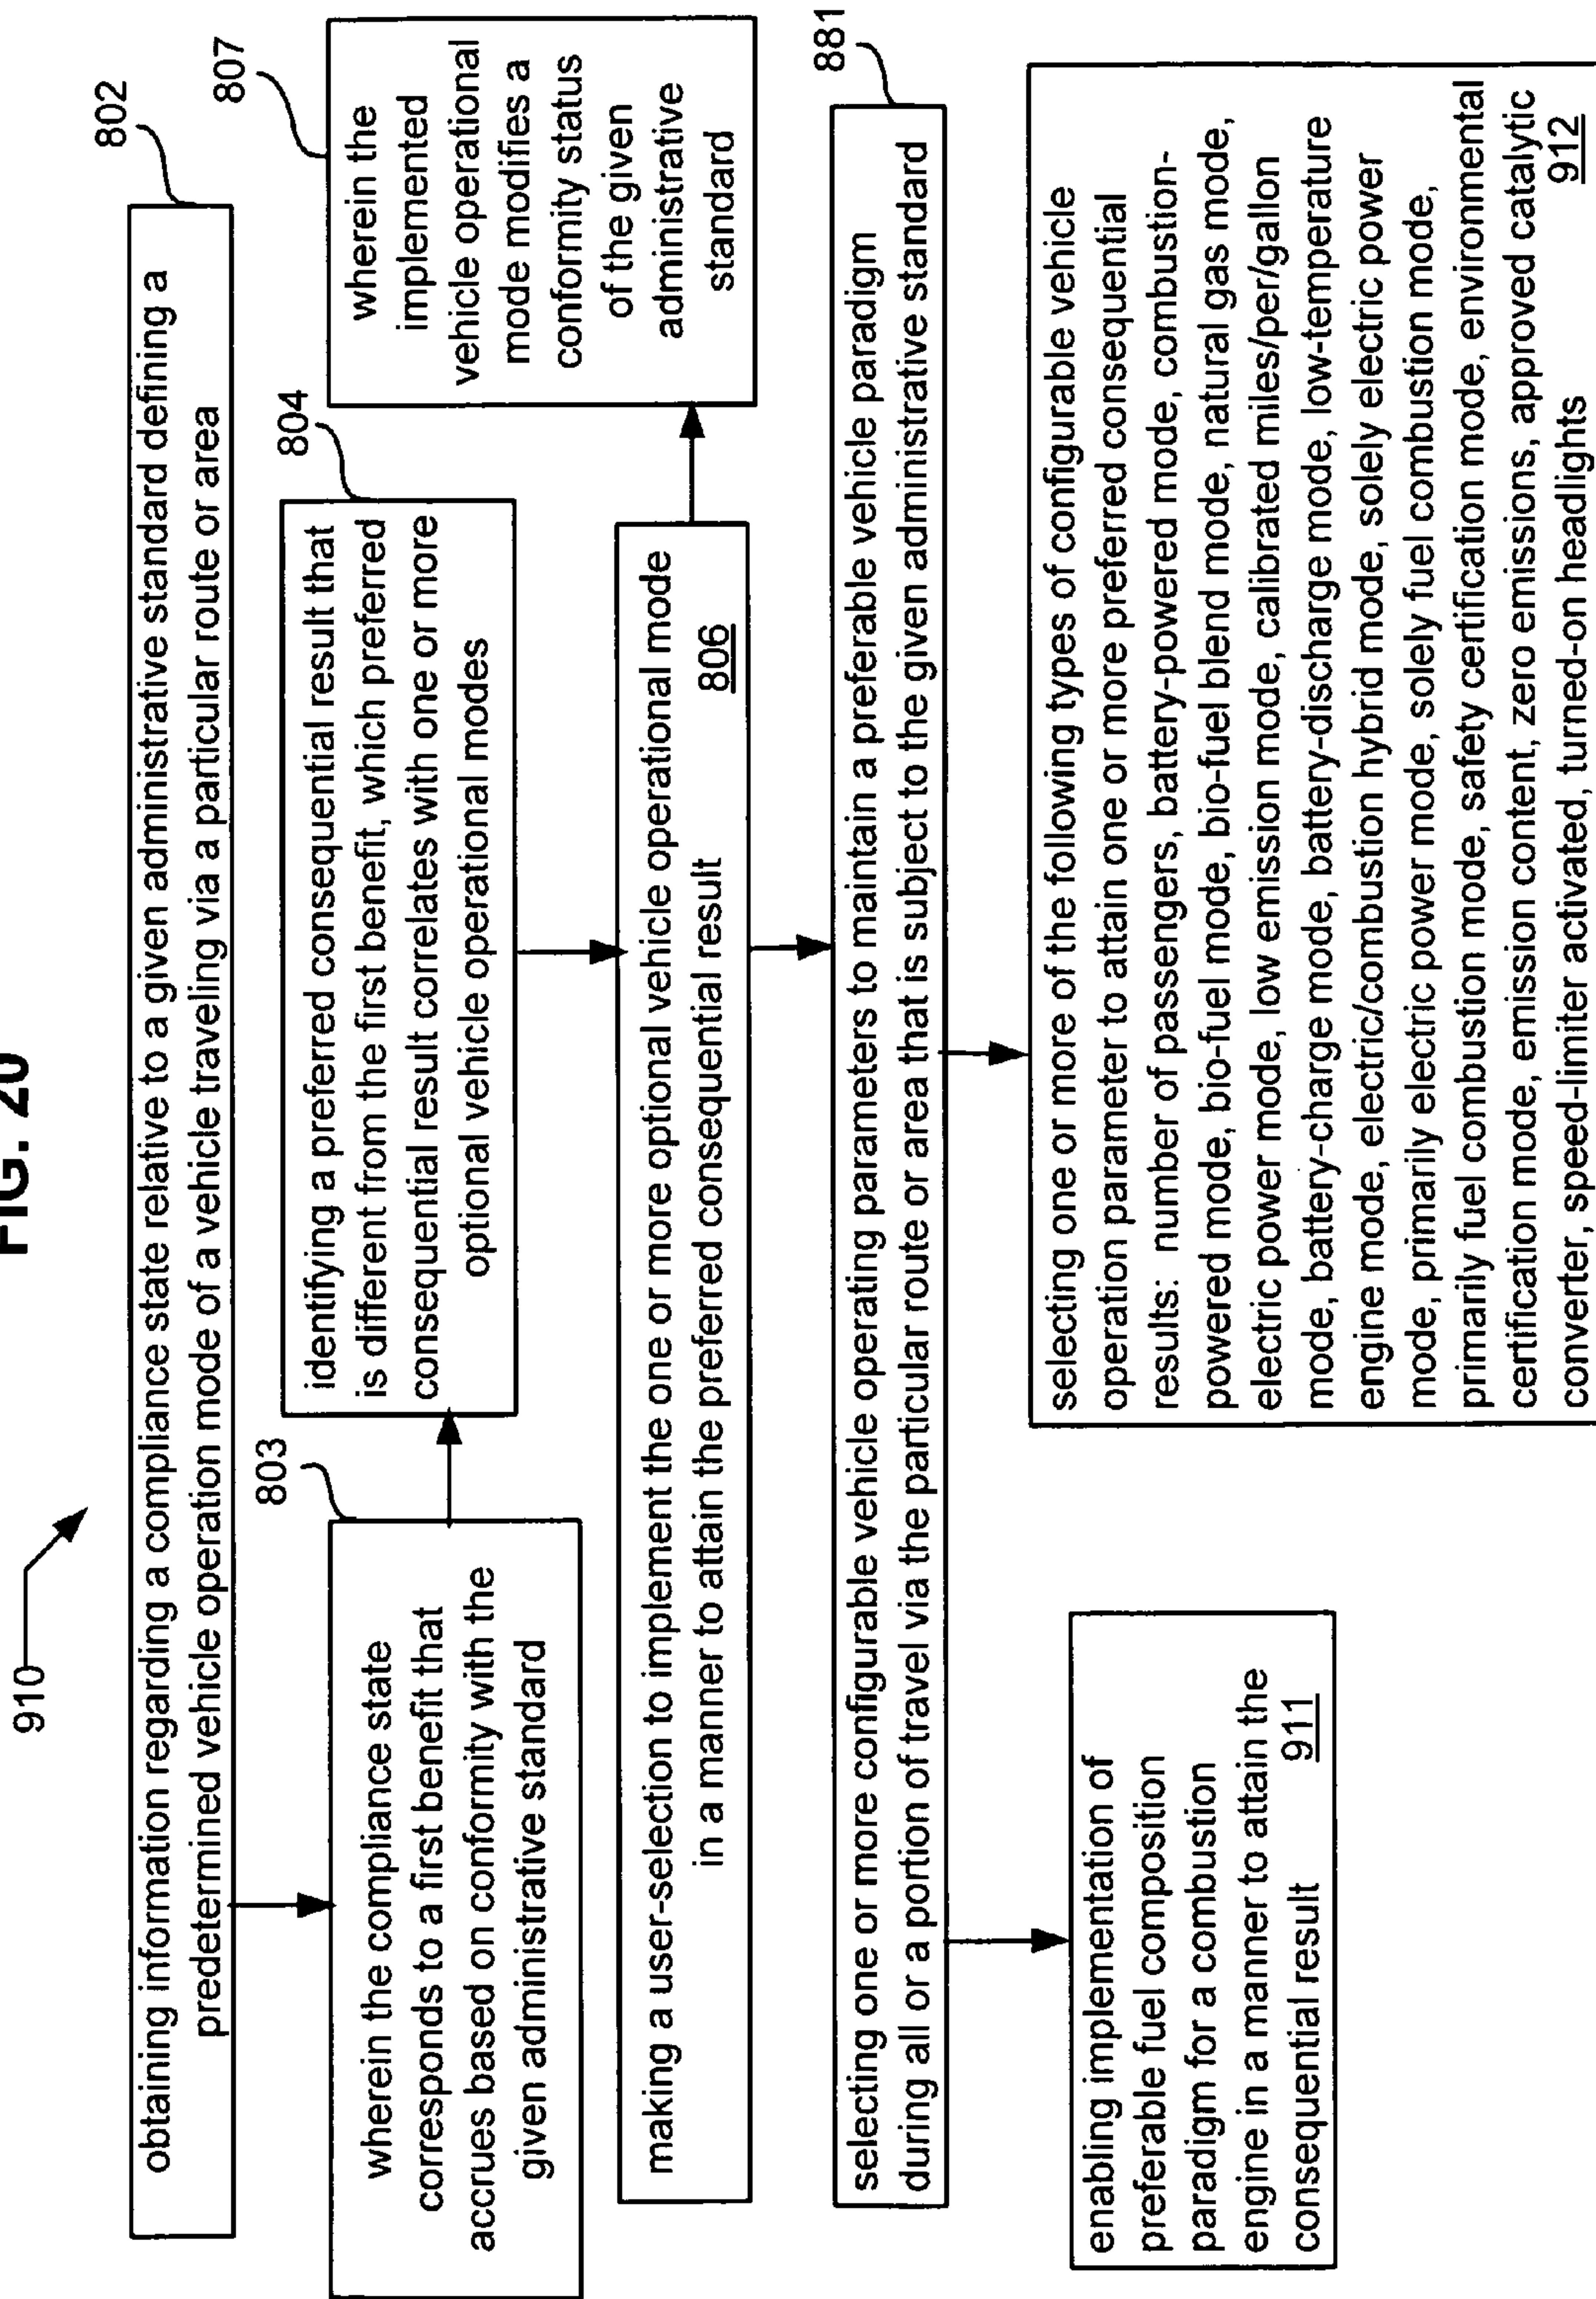 FIG. 20
910
802
obtaining information regarding a compliance state relative to a given administrative standard defining a
predetermined vehicle operation mode of a vehicle traveling via a particular route or area
803
wherein the compliance state
corresponds to a first benefit that
accrues based on conformity with the
given administrative standard
804
identifying a preferred consequential result that
is different from the first benefit, which preferred
consequential result correlates with one or more
optional vehicle operational modes
807
wherein the
implemented
vehicle operational
mode modifies a
conformity status
of the given
administrative
standard
making a user-selection to implement the one or more optional vehicle operational mode
in a manner to attain the preferred consequential result 806
881
selecting one or more configurable vehicle operating parameters to maintain a preferable vehicle paradigm
during all or a portion of travel via the particular route or area that is subject to the given administrative standard
enabling implementation of
preferable fuel composition
paradigm for a combustion
engine in a manner to attain the
consequential result 911
selecting one or more of the following types of configurable vehicle
operation parameter to attain one or more preferred consequential
results: number of passengers, battery-powered mode, combustion-
powered mode, bio-fuel mode, bio-fuel blend mode, natural gas mode,
electric power mode, low emission mode, calibrated miles/per/gallon
mode, battery-charge mode, battery-discharge mode, low-temperature
engine mode, electric/combustion hybrid mode, solely electric power
mode, primarily electric power mode, solely fuel combustion mode,
primarily fuel combustion mode, safety certification mode, environmental
certification mode, emission content, zero emissions, approved catalytic
converter, speed-limiter activated, turned-on headlights 912